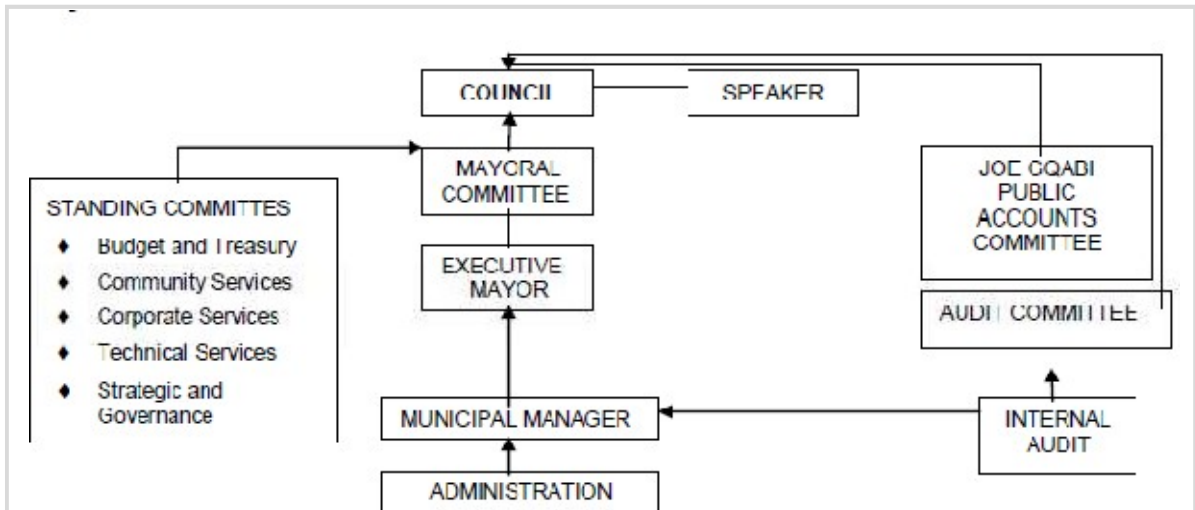 COUNCIL
SPEAKER
MAYORAL
COMMITTEE
JOE GQABI
PUBLIC
ACCOUNTS
COMMITTEE
STANDING COMMITTES
♦ Budget and Treasury
♦ Community Services
♦ Corporate Services
♦ Technical Services
♦ Strategic and
Governance
EXECUTIVE
MAYOR
AUDIT COMMITTEE
MUNICIPAL MANAGER
INTERNAL
AUDIT
ADMINISTRATION